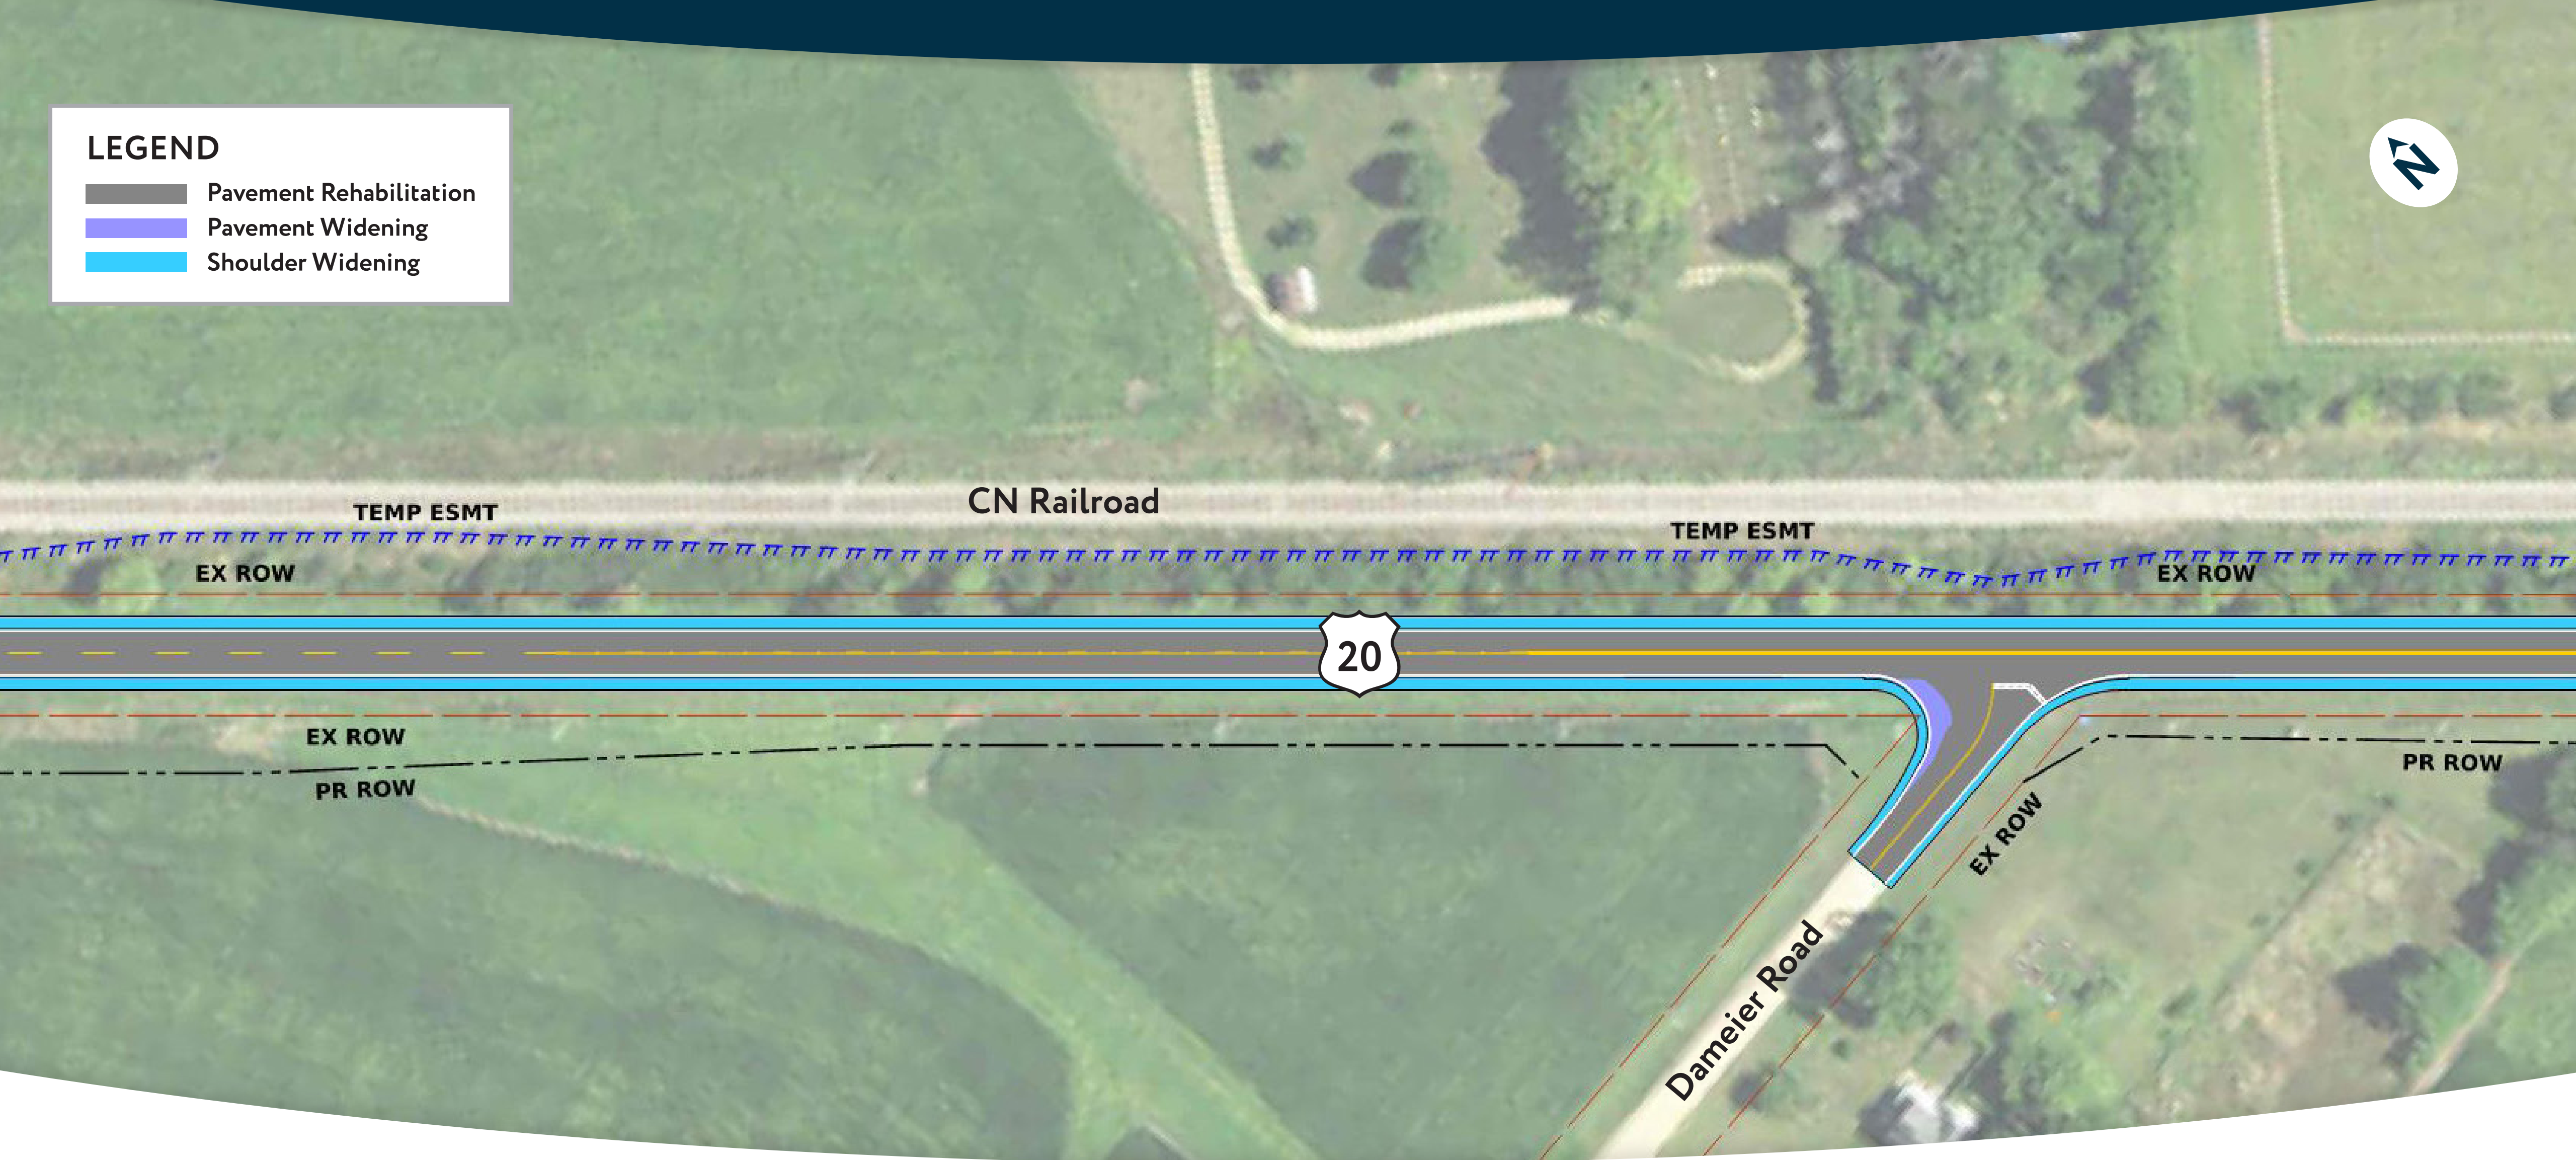 LEGEND
Pavement Rehabilitation
Pavement Widening
Shoulder Widening
N
CN Railroad
TEMP ESMT
TEMP ESMT
EX ROW
EX ROW
20
EX ROW
PR ROW
PR ROW
EX ROW
Dameier Road